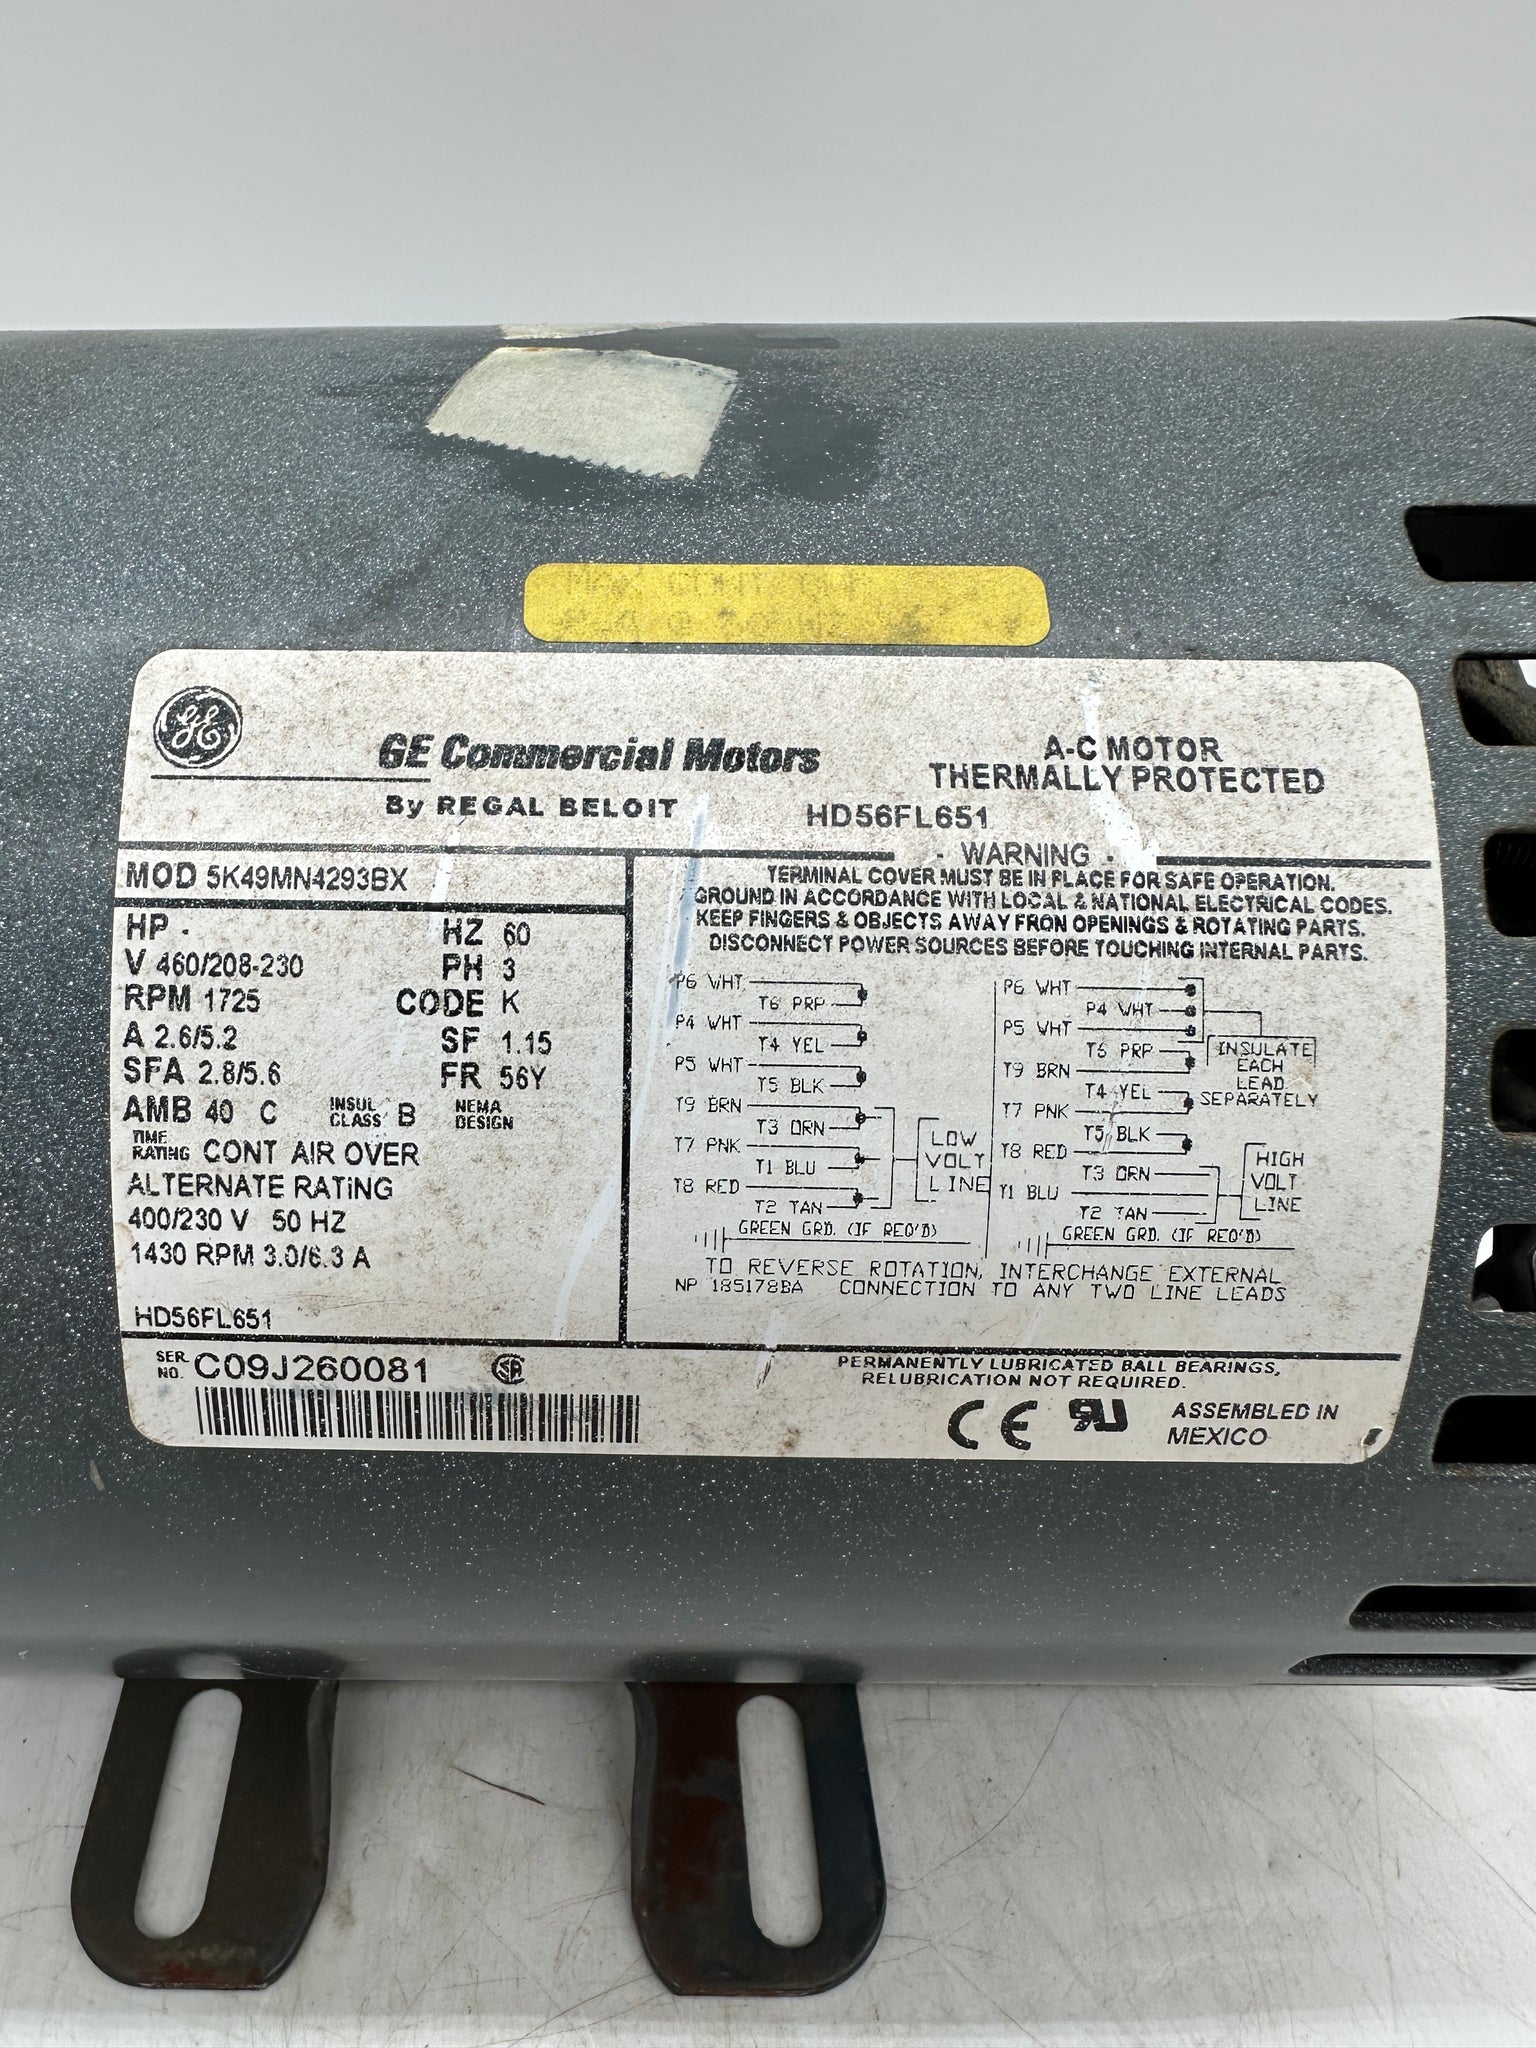 GE
GE Commercial Motors
By REGAL BELOIT
A-C MOTOR
THERMALLY PROTECTED
HD56FL651
MOD 5K49MN4293BX
HP -
HZ 60
V 460/208-230
PH 3
RPM 1725
CODE K
A 2.6/5.2
SF 1.15
SFA 2.8/5.6
FR 56Y
AMB 40 C
INSUL CLASS B
NEMA DESIGN
TIME RATING CONT AIR OVER
ALTERNATE RATING
400/230 V 50 HZ
1430 RPM 3.0/6.3 A
HD56FL651
- WARNING -
TERMINAL COVER MUST BE IN PLACE FOR SAFE OPERATION.
GROUND IN ACCORDANCE WITH LOCAL & NATIONAL ELECTRICAL CODES.
KEEP FINGERS & OBJECTS AWAY FRON OPENINGS & ROTATING PARTS.
DISCONNECT POWER SOURCES BEFORE TOUCHING INTERNAL PARTS.
P6 WHT
T6 PRP
P4 WHT
T4 YEL
P5 WHT
T5 BLK
T9 BRN
T3 ORN
T7 PNK
T1 BLU
T8 RED
T2 TAN
LOW
VOLT
LINE
GREEN GRD. (IF REQ'D)
P6 WHT
P4 WHT
P5 WHT
T6 PRP
T9 BRN
T4 YEL
T7 PNK
T5 BLK
T8 RED
T3 ORN
T1 BLU
T2 TAN
INSULATE
EACH
LEAD
SEPARATELY
HIGH
VOLT
LINE
GREEN GRD. (IF REQ'D)
TO REVERSE ROTATION, INTERCHANGE EXTERNAL
NP 185178BA CONNECTION TO ANY TWO LINE LEADS
SER. NO. C09J260081
PERMANENTLY LUBRICATED BALL BEARINGS,
RELUBRICATION NOT REQUIRED.
CE
ASSEMBLED IN
MEXICO